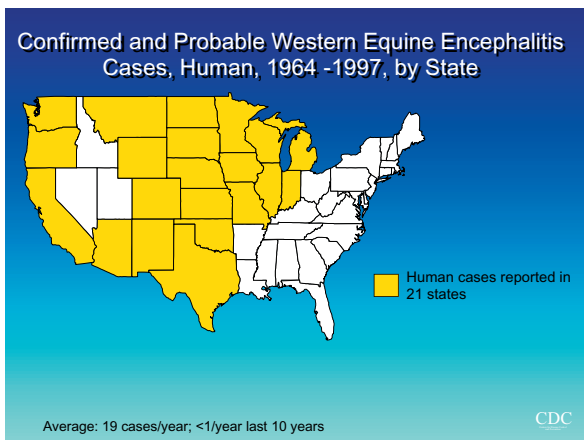 Confirmed and Probable Western Equine Encephalitis
Cases, Human, 1964 -1997, by State
Human cases reported in
21 states
Average: 19 cases/year; <1/year last 10 years
CDC